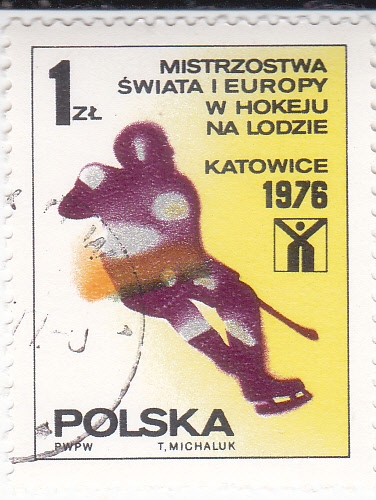 1 ZŁ
MISTRZOSTWA
ŚWIATA I EUROPY
W HOKEJU
NA LODZIE
KATOWICE
1976
POLSKA
PWPW T. MICHALUK